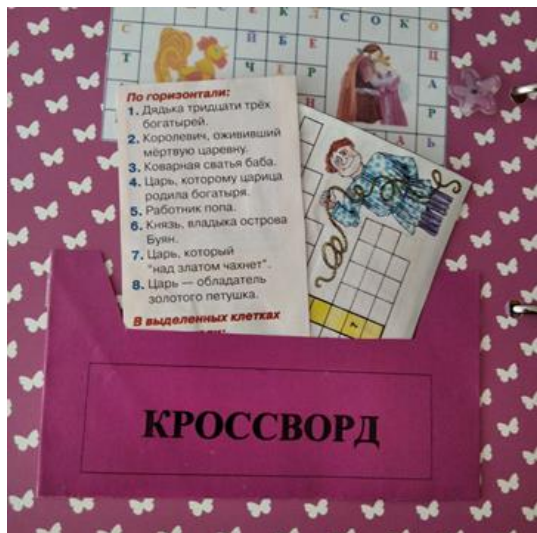 С Е К Л С О К О
С Й Б Е Ц
Т Ч Е Р А
Р
А Ь
По горизонтали:
1. Дядька тридцати трёх
богатырей.
2. Королевич, ожививший
мёртвую царевну.
3. Коварная сватья баба.
4. Царь, которому царица
родила богатыря.
5. Работник попа.
6. Князь, владыка острова
Буян.
7. Царь, который
"над златом чахнет".
8. Царь — обладатель
золотого петушка.
В выделенных клетках
7
КРОССВОРД